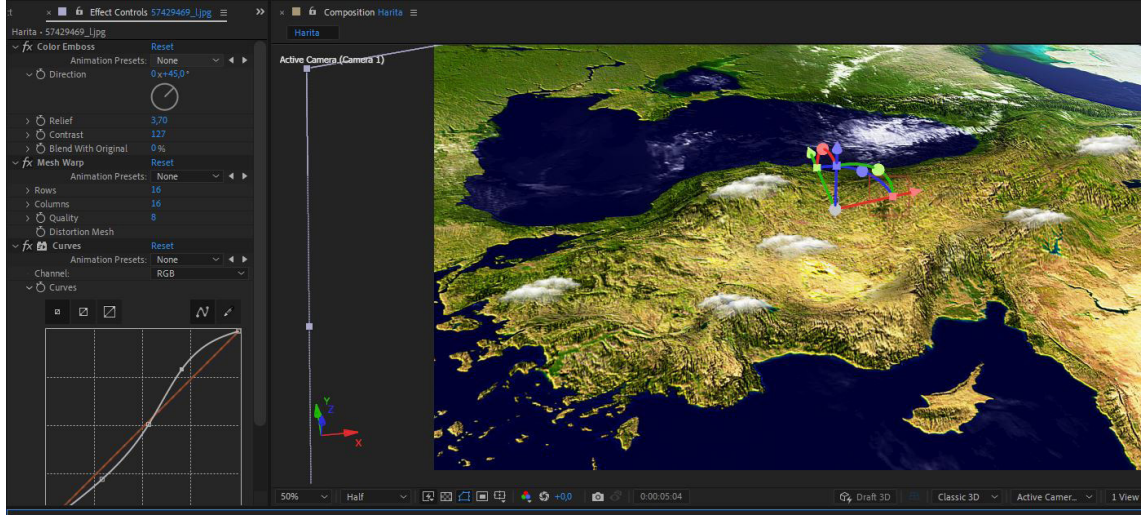 Effect Controls 57429469_l.jpg
Harita • 57429469_l.jpg
fx Color Emboss Reset
Animation Presets: None
Direction 0x+45,0°
Relief 3,70
Contrast 127
Blend With Original 0 %
fx Mesh Warp Reset
Animation Presets: None
Rows 16
Columns 16
Quality 8
Distortion Mesh
fx Curves Reset
Animation Presets: None
Channel: RGB
Curves
Composition Harita
Harita
Active Camera (Camera 1)
Y
Z
X
50% Half +0,0 0:00:05:04 Draft 3D Classic 3D Active Camer... 1 View